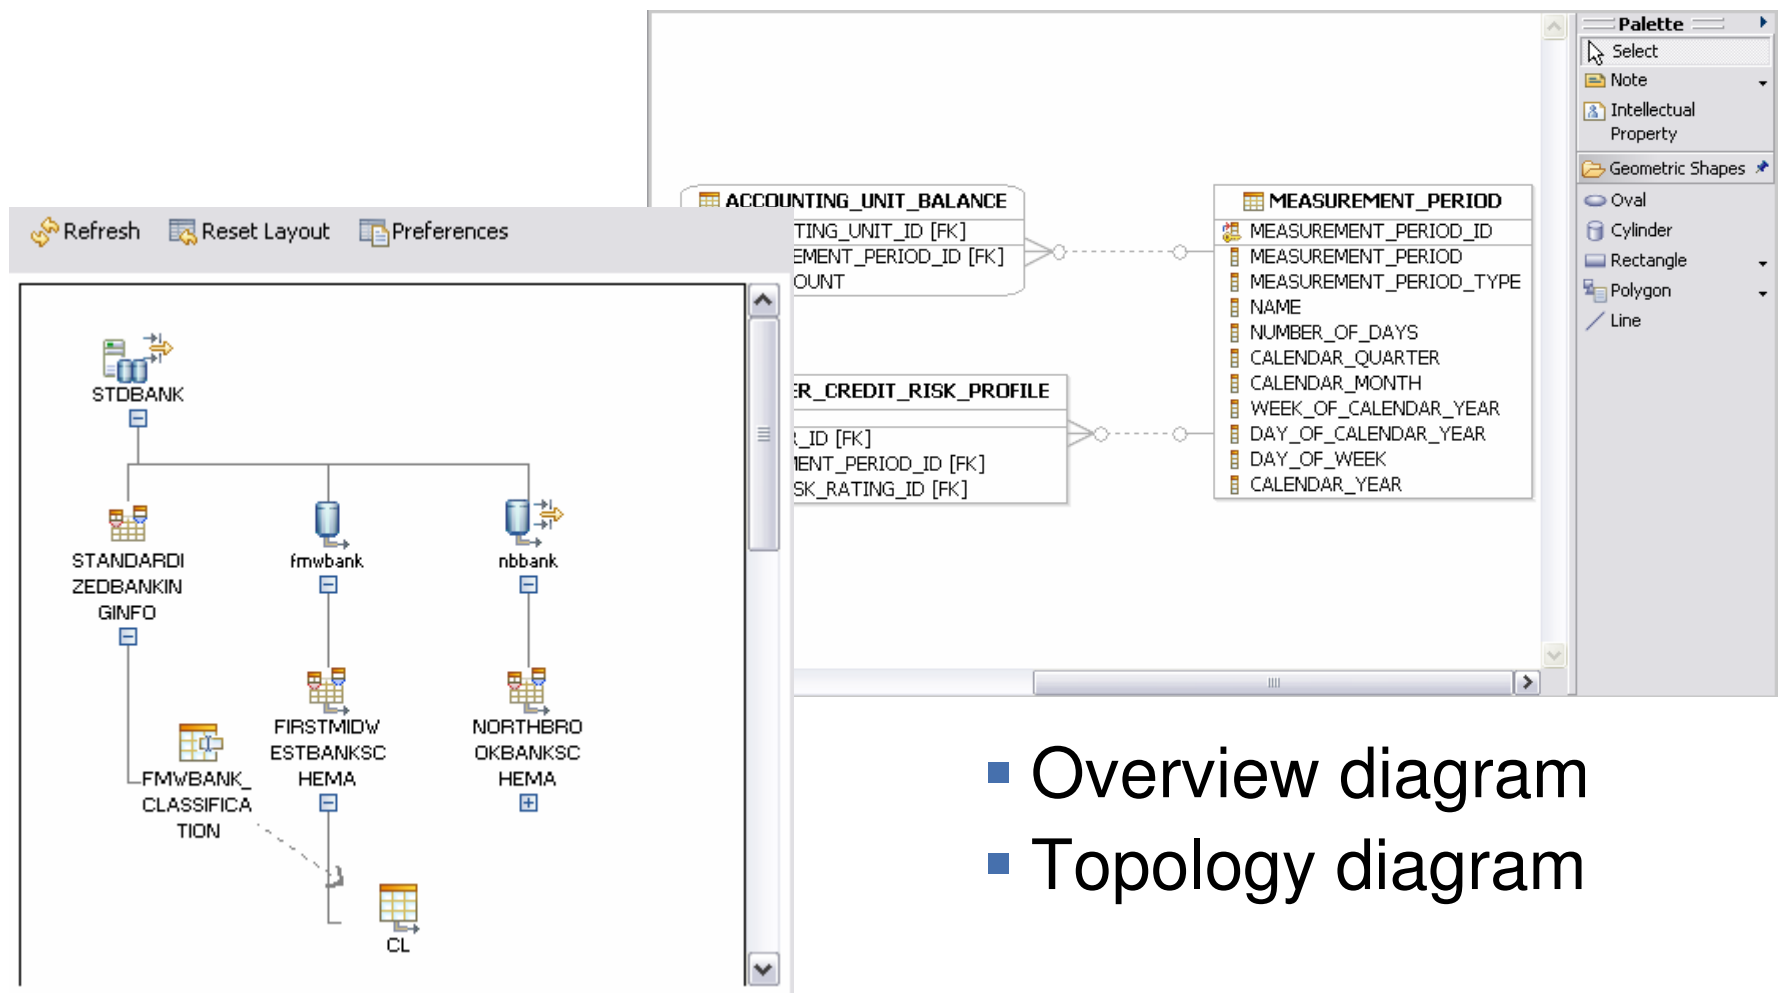 Palette
Select
Note
Intellectual
Property
Geometric Shapes
Oval
Cylinder
Rectangle
Polygon
Line
ACCOUNTING_UNIT_BALANCE
TING_UNIT_ID [FK]
EMENT_PERIOD_ID [FK]
OUNT
MEASUREMENT_PERIOD
MEASUREMENT_PERIOD_ID
MEASUREMENT_PERIOD
MEASUREMENT_PERIOD_TYPE
NAME
NUMBER_OF_DAYS
CALENDAR_QUARTER
CALENDAR_MONTH
WEEK_OF_CALENDAR_YEAR
DAY_OF_CALENDAR_YEAR
DAY_OF_WEEK
CALENDAR_YEAR
ER_CREDIT_RISK_PROFILE
R_ID [FK]
MENT_PERIOD_ID [FK]
SK_RATING_ID [FK]
Refresh Reset Layout Preferences
STDBANK
STANDARDI
ZEDBANKIN
GINFO
fmwbank
nbbank
FIRSTMIDW
ESTBANKSC
HEMA
NORTHBRO
OKBANKSC
HEMA
FMWBANK_
CLASSIFICA
TION
CL
Overview diagram
Topology diagram